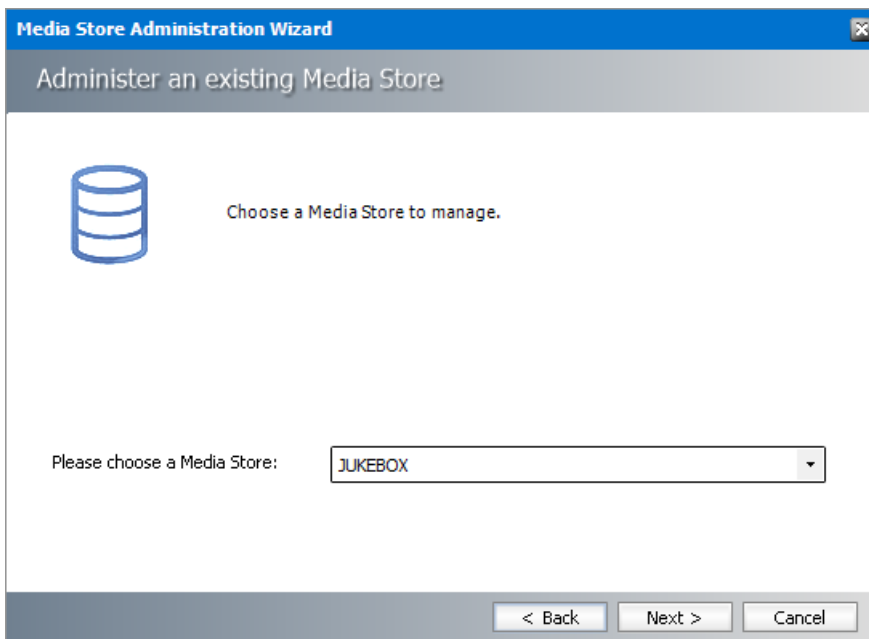 Media Store Administration Wizard
Administer an existing Media Store
Choose a Media Store to manage.
Please choose a Media Store:
JUKEBOX
< Back
Next >
Cancel